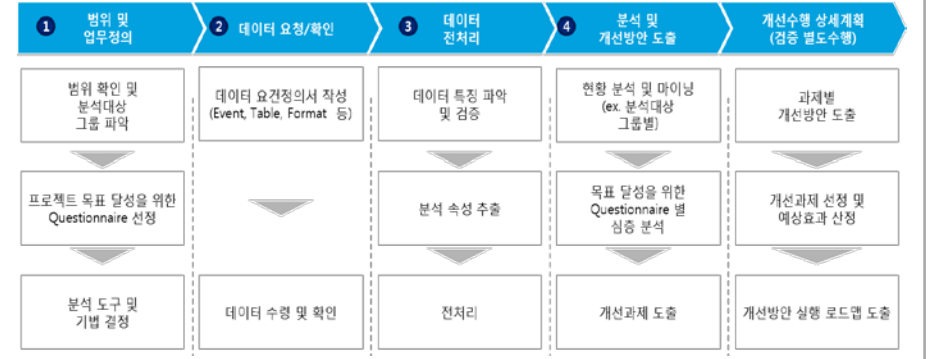 1 범위 및
업무정의
2 데이터 요청/확인
3 데이터
전처리
4 분석 및
개선방안 도출
개선수행 상세계획
(검증 별도수행)
범위 확인 및
분석대상
그룹 파악
프로젝트 목표 달성을 위한
Questionnaire 선정
분석 도구 및
기법 결정
데이터 요건정의서 작성
(Event, Table, Format 등)
데이터 수령 및 확인
데이터 특징 파악
및 검증
분석 속성 추출
전처리
현황 분석 및 마이닝
(ex. 분석대상
그룹별)
목표 달성을 위한
Questionnaire 별
심층 분석
개선과제 도출
과제별
개선방안 도출
개선과제 선정 및
예상효과 산정
개선방안 실행 로드맵 도출